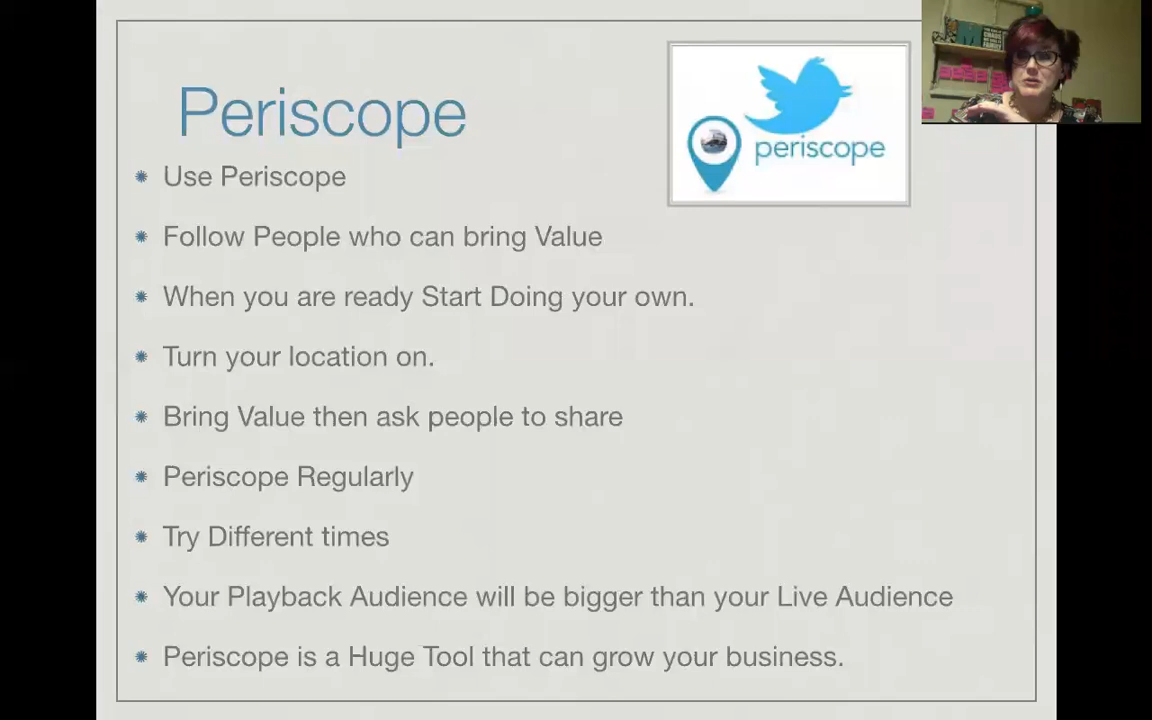 Periscope
periscope
Use Periscope
Follow People who can bring Value
When you are ready Start Doing your own.
Turn your location on.
Bring Value then ask people to share
Periscope Regularly
Try Different times
Your Playback Audience will be bigger than your Live Audience
Periscope is a Huge Tool that can grow your business.